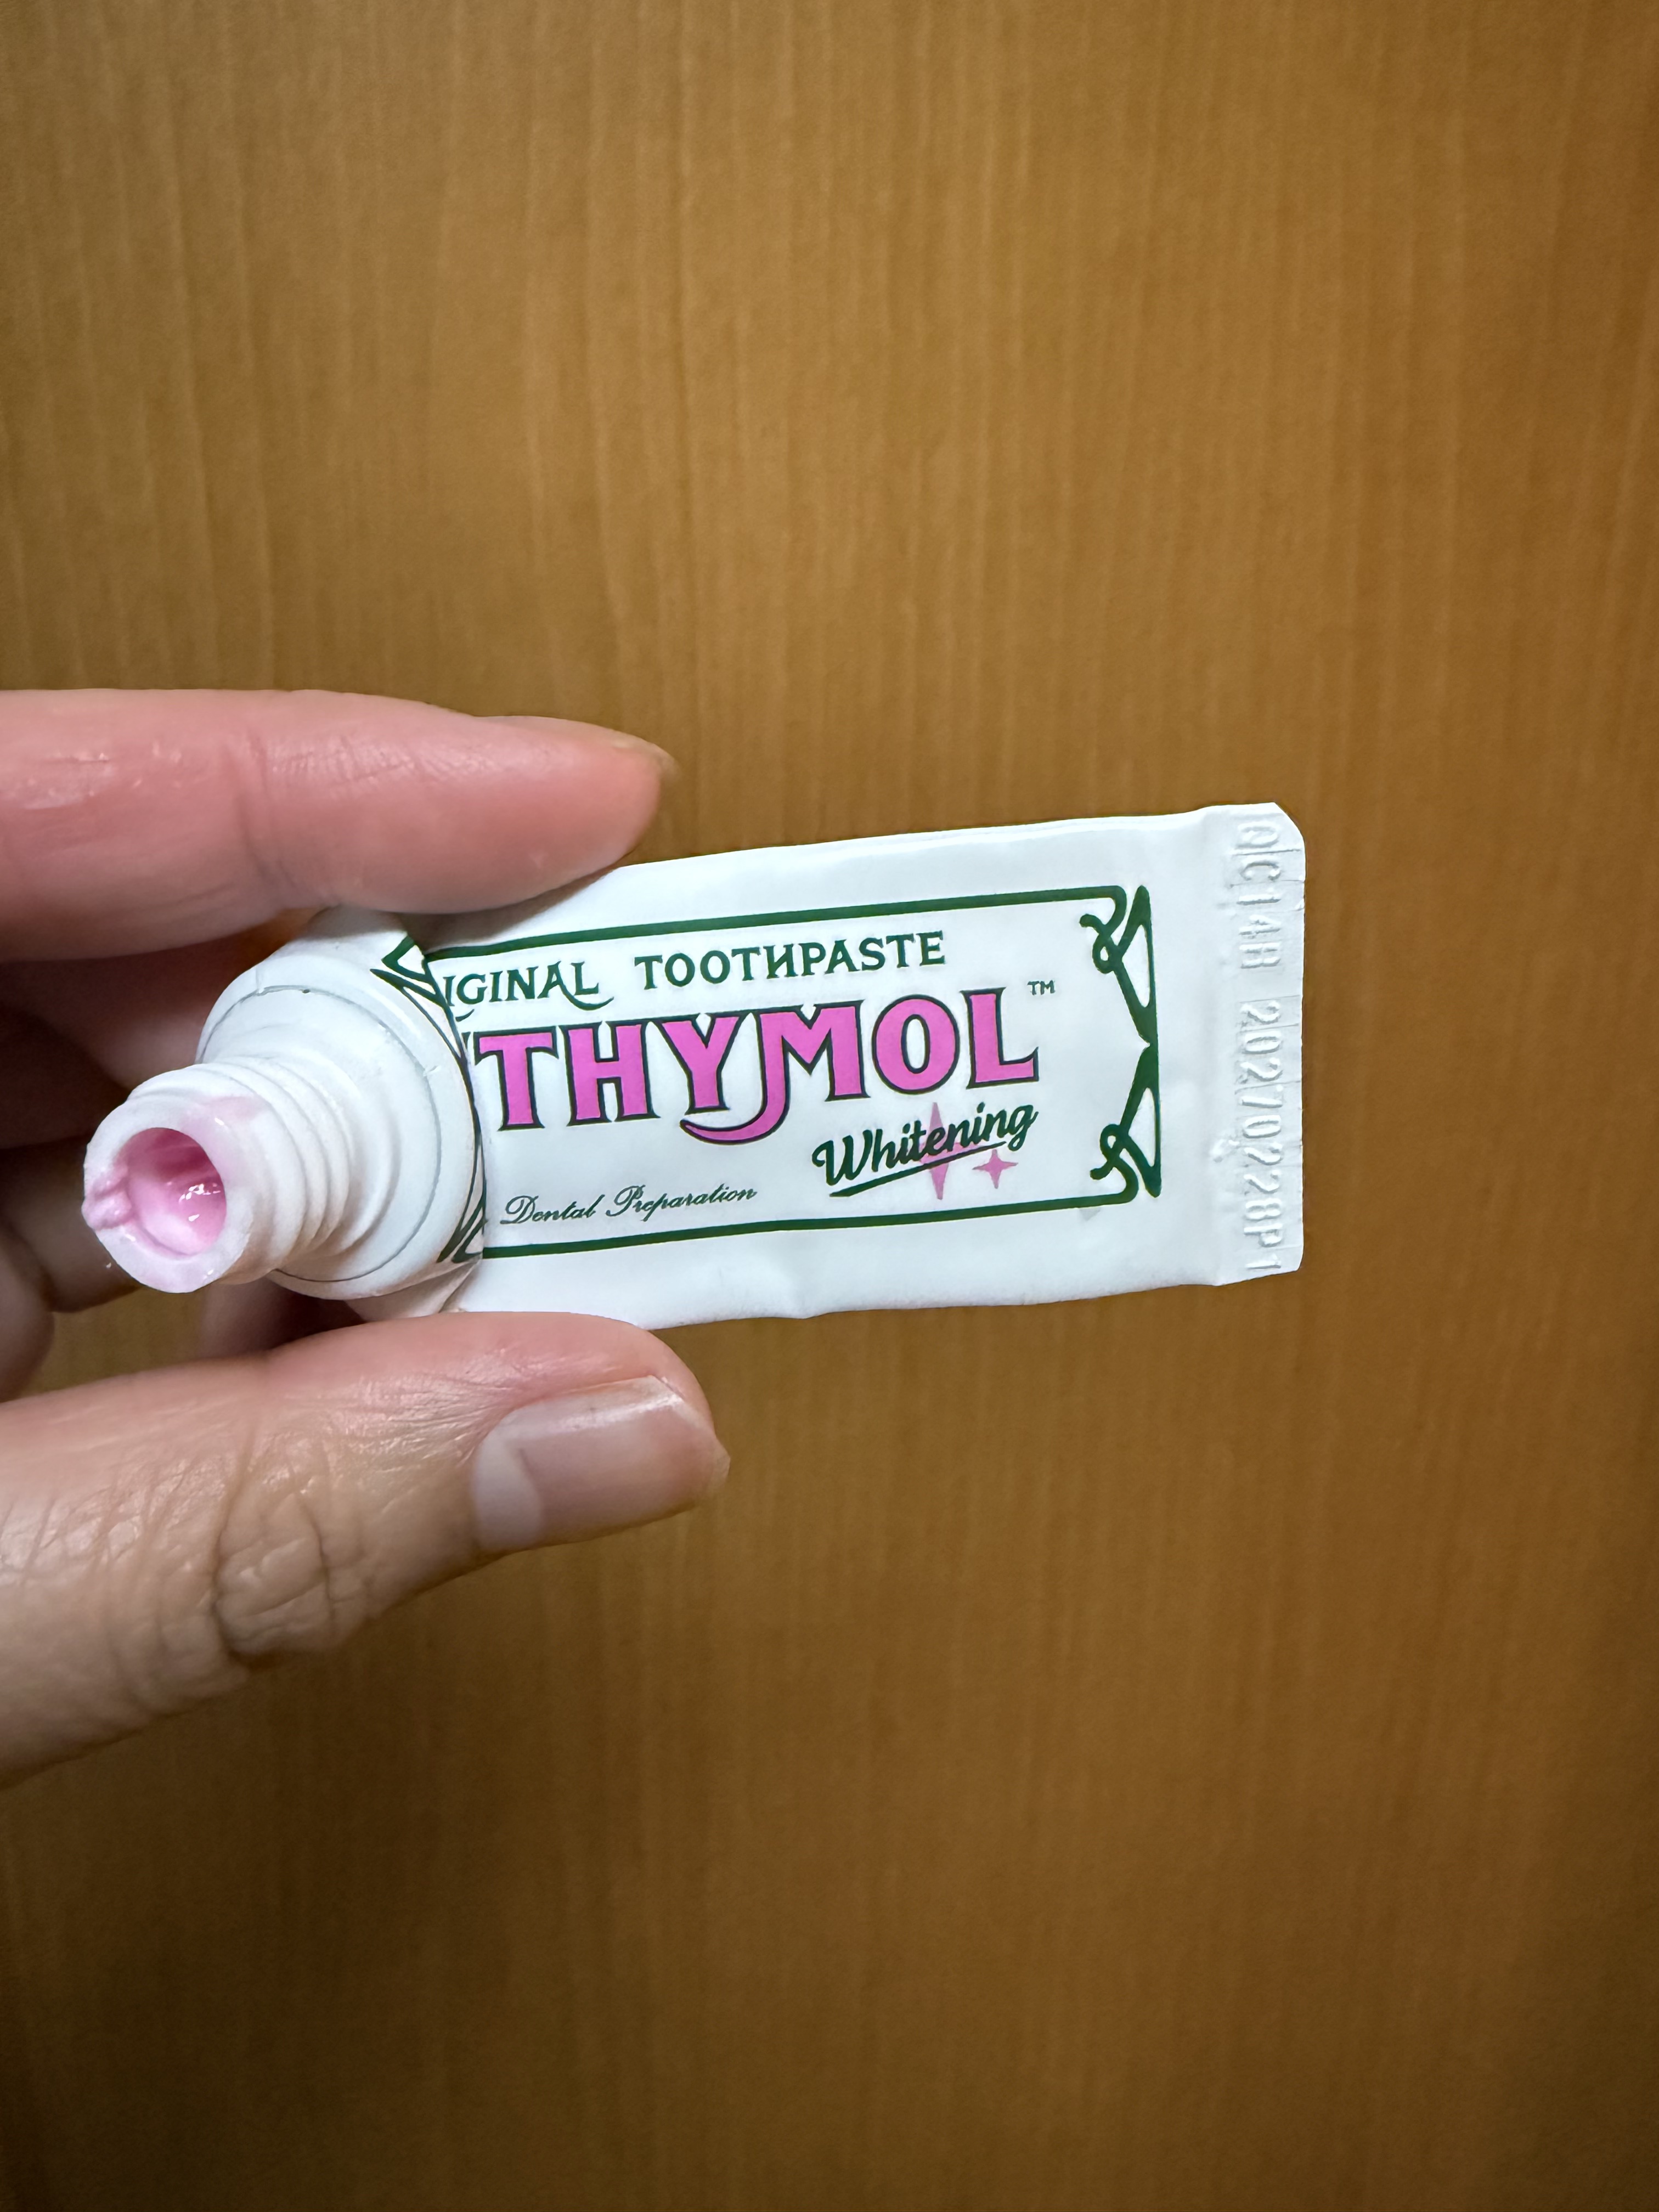 IGINAL TOOTHPASTE
THYMOL™
Whitening
Dental Preparation
QC14B 20270228P1